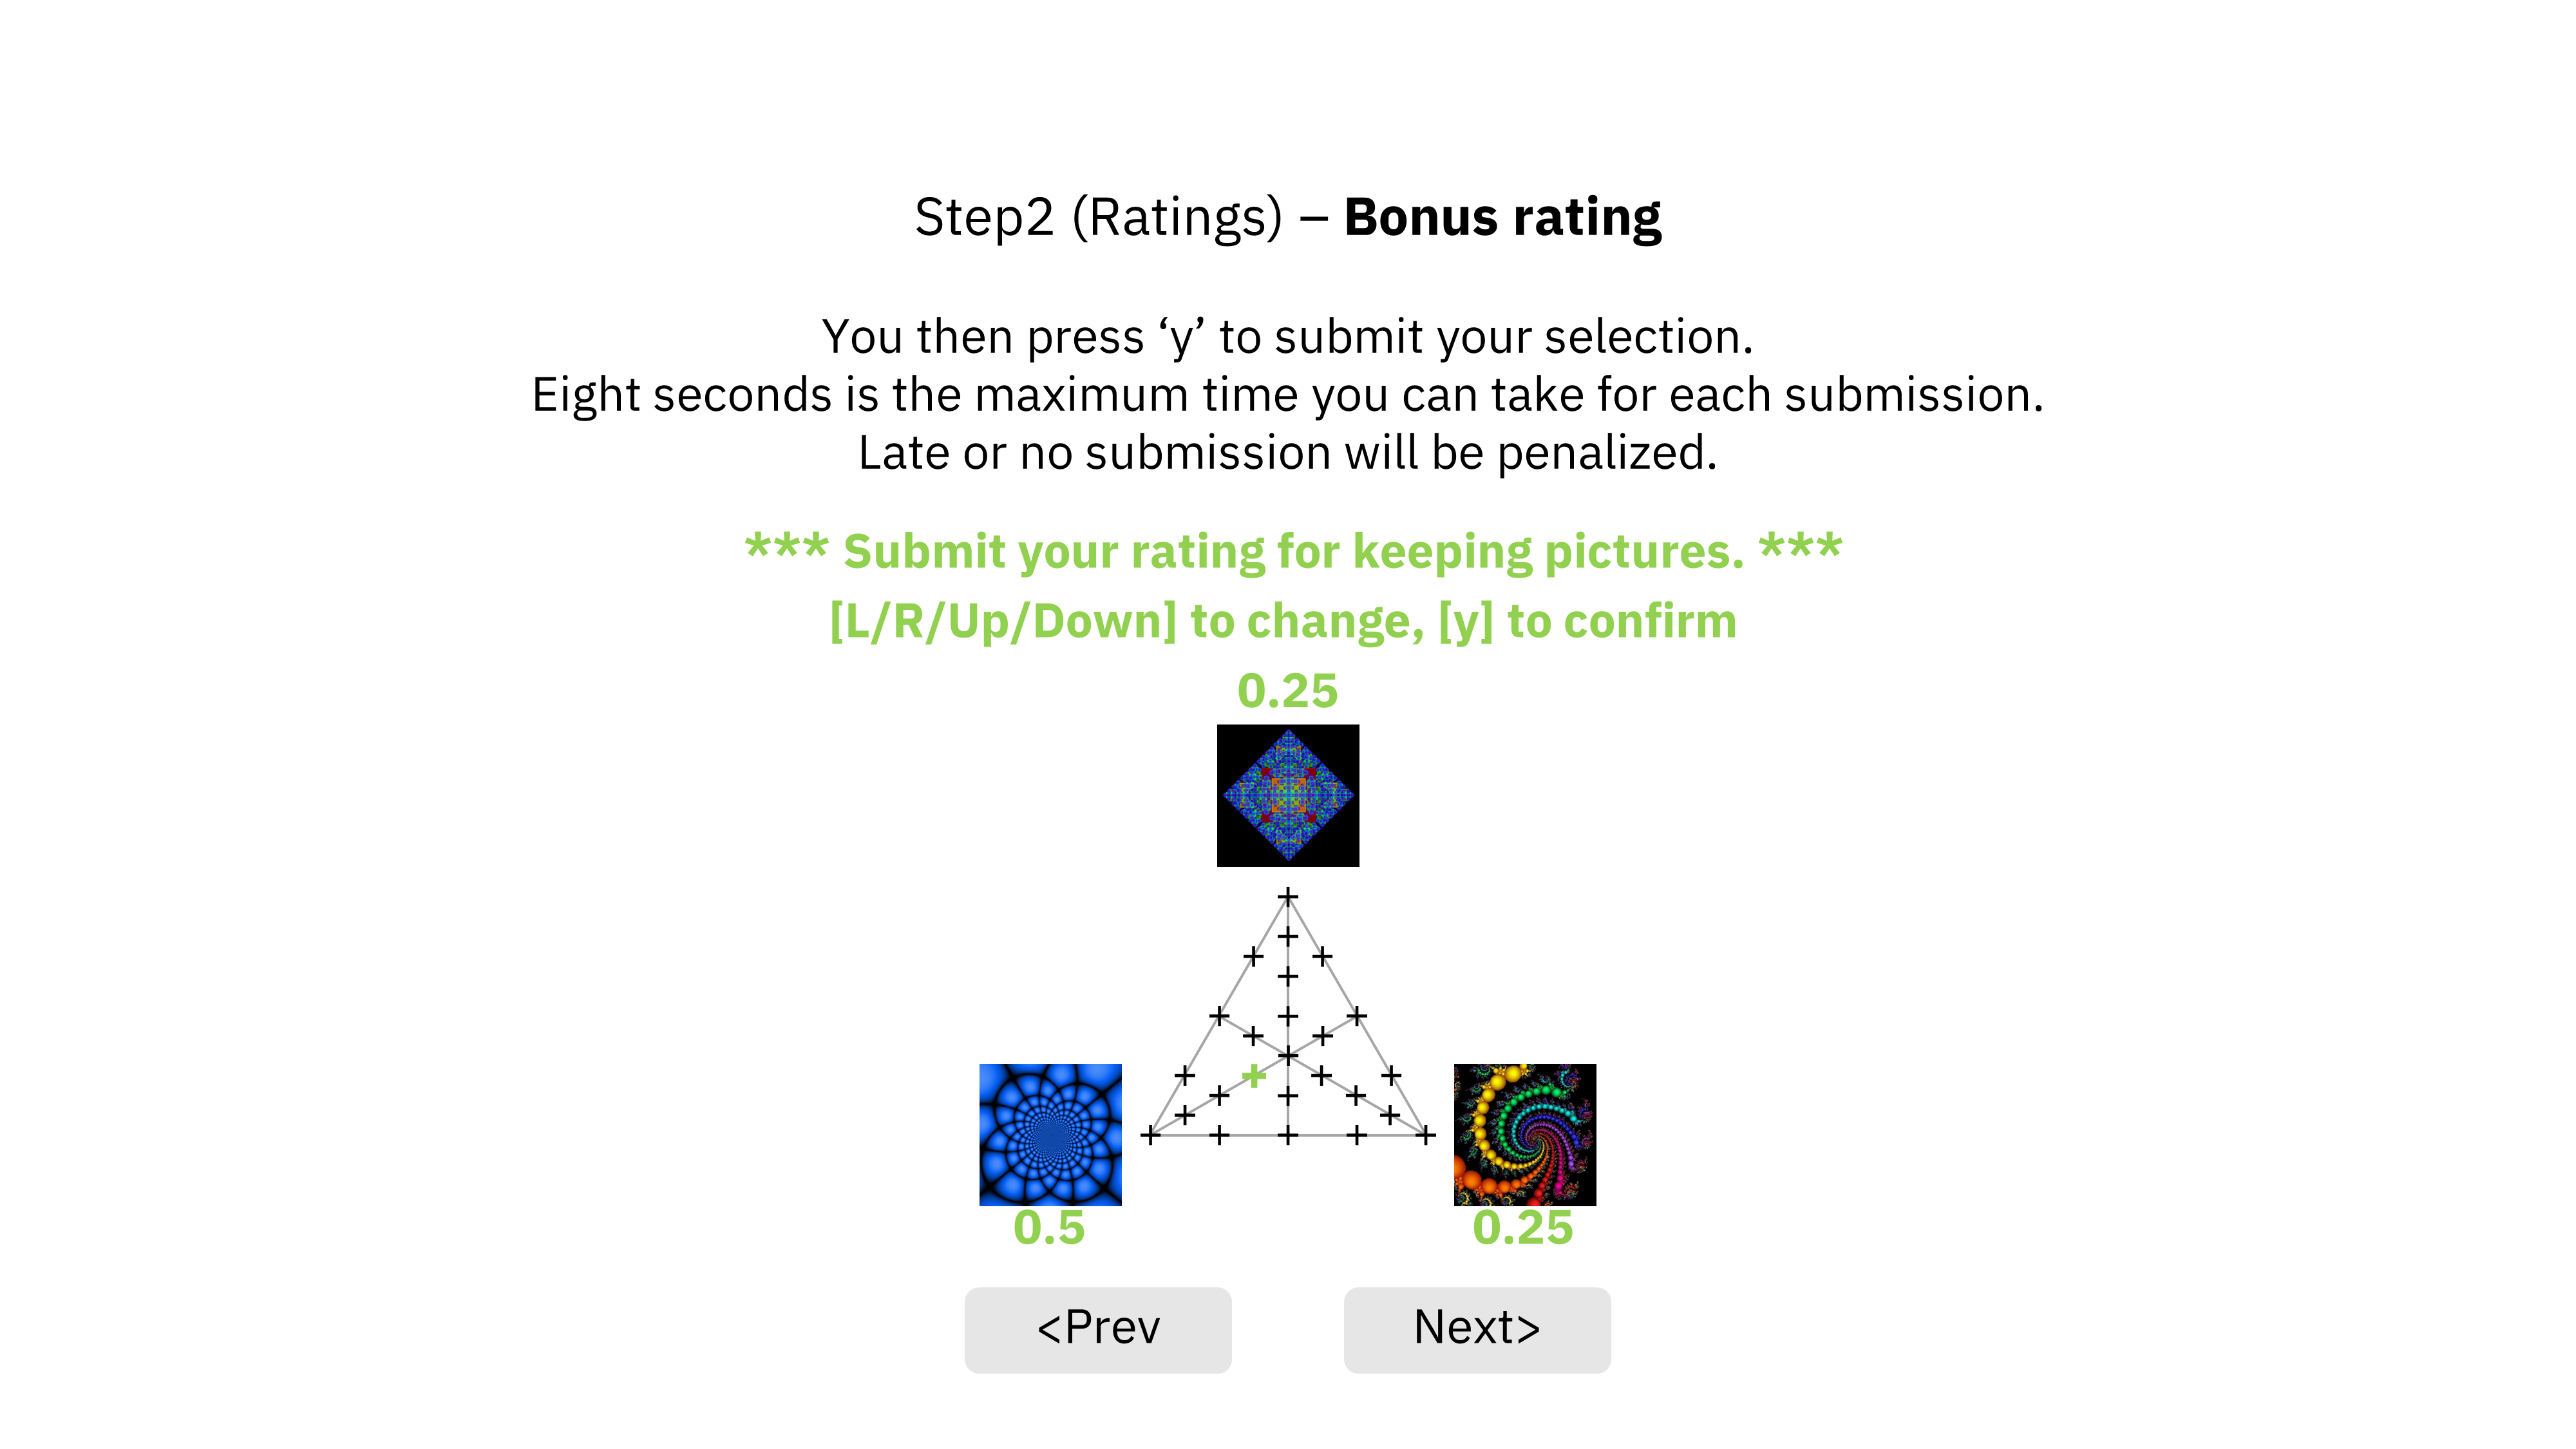 Step2 (Ratings) – Bonus rating
You then press ‘y’ to submit your selection.
Eight seconds is the maximum time you can take for each submission.
Late or no submission will be penalized.
*** Submit your rating for keeping pictures. ***
[L/R/Up/Down] to change, [y] to confirm
0.25
0.5
0.25
<Prev
Next>